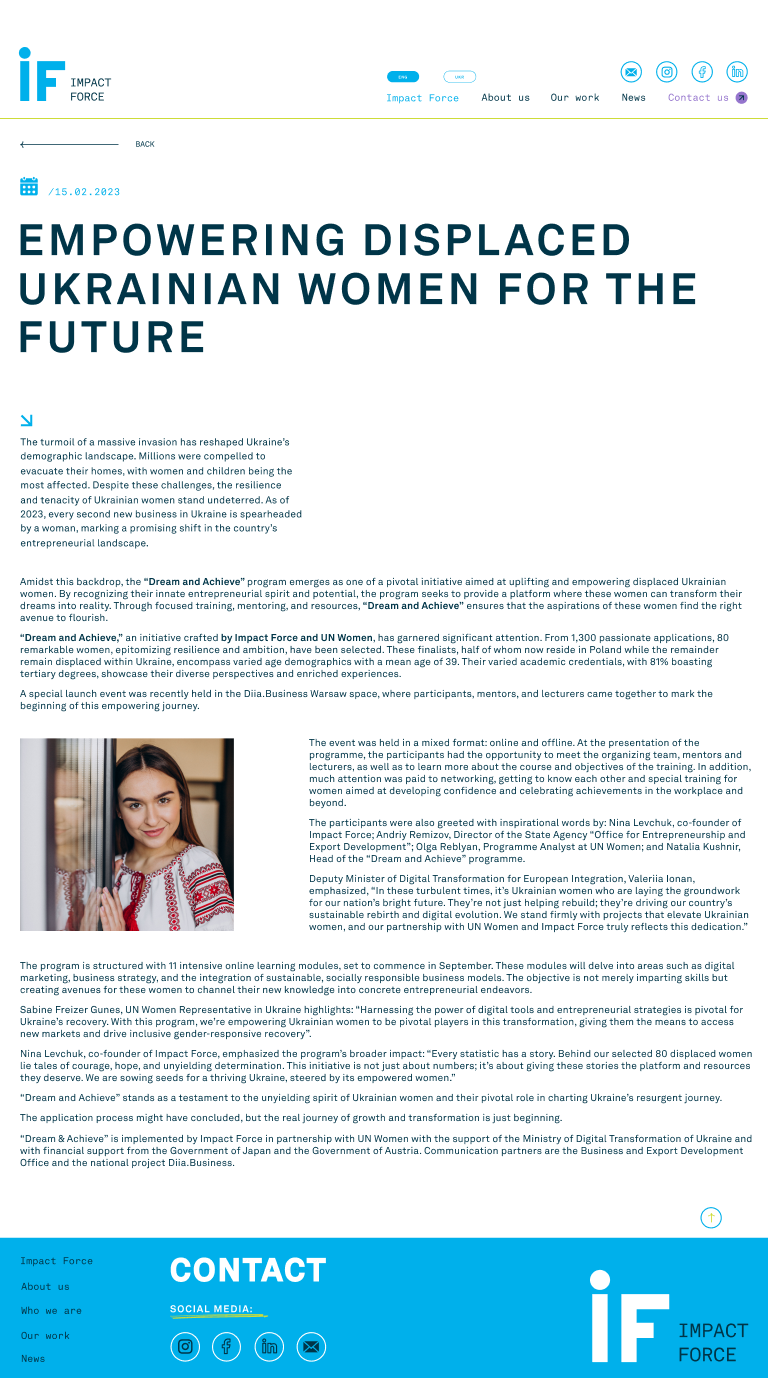 iF IMPACT
FORCE
ENG
UKR
Impact Force
About us
Our work
News
Contact us
BACK
/15.02.2023
EMPOWERING DISPLACED
UKRAINIAN WOMEN FOR THE
FUTURE
The turmoil of a massive invasion has reshaped Ukraine’s
demographic landscape. Millions were compelled to
evacuate their homes, with women and children being the
most affected. Despite these challenges, the resilience
and tenacity of Ukrainian women stand undeterred. As of
2023, every second new business in Ukraine is spearheaded
by a woman, marking a promising shift in the country’s
entrepreneurial landscape.
Amidst this backdrop, the “Dream and Achieve” program emerges as one of a pivotal initiative aimed at uplifting and empowering displaced Ukrainian
women. By recognizing their innate entrepreneurial spirit and potential, the program seeks to provide a platform where these women can transform their
dreams into reality. Through focused training, mentoring, and resources, “Dream and Achieve” ensures that the aspirations of these women find the right
avenue to flourish.
“Dream and Achieve,” an initiative crafted by Impact Force and UN Women, has garnered significant attention. From 1,300 passionate applications, 80
remarkable women, epitomizing resilience and ambition, have been selected. These finalists, half of whom now reside in Poland while the remainder
remain displaced within Ukraine, encompass varied age demographics with a mean age of 39. Their varied academic credentials, with 81% boasting
tertiary degrees, showcase their diverse perspectives and enriched experiences.
A special launch event was recently held in the Diia.Business Warsaw space, where participants, mentors, and lecturers came together to mark the
beginning of this empowering journey.
The event was held in a mixed format: online and offline. At the presentation of the
programme, the participants had the opportunity to meet the organizing team, mentors and
lecturers, as well as to learn more about the course and objectives of the training. In addition,
much attention was paid to networking, getting to know each other and special training for
women aimed at developing confidence and celebrating achievements in the workplace and
beyond.
The participants were also greeted with inspirational words by: Nina Levchuk, co-founder of
Impact Force; Andriy Remizov, Director of the State Agency “Office for Entrepreneurship and
Export Development”; Olga Reblyan, Programme Analyst at UN Women; and Natalia Kushnir,
Head of the “Dream and Achieve” programme.
Deputy Minister of Digital Transformation for European Integration, Valeriia Ionan,
emphasized, “In these turbulent times, it’s Ukrainian women who are laying the groundwork
for our nation’s bright future. They’re not just helping rebuild; they’re driving our country’s
sustainable rebirth and digital evolution. We stand firmly with projects that elevate Ukrainian
women, and our partnership with UN Women and Impact Force truly reflects this dedication.”
The program is structured with 11 intensive online learning modules, set to commence in September. These modules will delve into areas such as digital
marketing, business strategy, and the integration of sustainable, socially responsible business models. The objective is not merely imparting skills but
creating avenues for these women to channel their new knowledge into concrete entrepreneurial endeavors.
Sabine Freizer Gunes, UN Women Representative in Ukraine highlights: “Harnessing the power of digital tools and entrepreneurial strategies is pivotal for
Ukraine’s recovery. With this program, we’re empowering Ukrainian women to be pivotal players in this transformation, giving them the means to access
new markets and drive inclusive gender-responsive recovery”.
Nina Levchuk, co-founder of Impact Force, emphasized the program’s broader impact: “Every statistic has a story. Behind our selected 80 displaced women
lie tales of courage, hope, and unyielding determination. This initiative is not just about numbers; it’s about giving these stories the platform and resources
they deserve. We are sowing seeds for a thriving Ukraine, steered by its empowered women.”
“Dream and Achieve” stands as a testament to the unyielding spirit of Ukrainian women and their pivotal role in charting Ukraine’s resurgent journey.
The application process might have concluded, but the real journey of growth and transformation is just beginning.
“Dream & Achieve” is implemented by Impact Force in partnership with UN Women with the support of the Ministry of Digital Transformation of Ukraine and
with financial support from the Government of Japan and the Government of Austria. Communication partners are the Business and Export Development
Office and the national project Diia.Business.
Impact Force
About us
Who we are
Our work
News
CONTACT
SOCIAL MEDIA:
iF IMPACT
FORCE